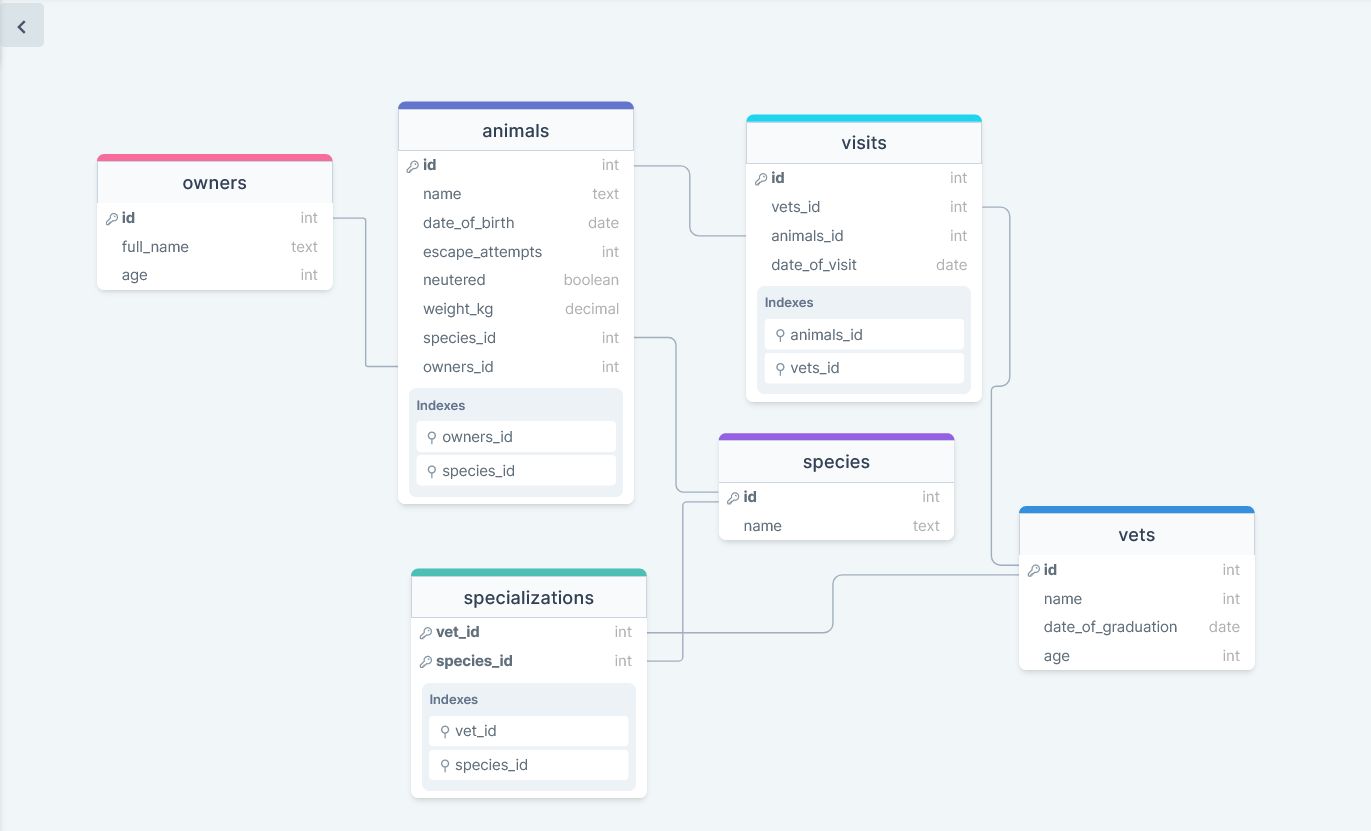 owners
id int
full_name text
age int
animals
id int
name text
date_of_birth date
escape_attempts int
neutered boolean
weight_kg decimal
species_id int
owners_id int
Indexes
owners_id
species_id
visits
id int
vets_id int
animals_id int
date_of_visit date
Indexes
animals_id
vets_id
species
id int
name text
vets
id int
name int
date_of_graduation date
age int
specializations
vet_id int
species_id int
Indexes
vet_id
species_id